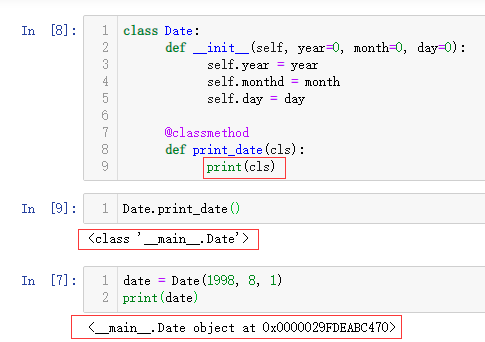 In [8]:
1 class Date:
2 def __init__(self, year=0, month=0, day=0):
3 self.year = year
4 self.monthd = month
5 self.day = day
6
7 @classmethod
8 def print_date(cls):
9 print(cls)
In [9]:
1 Date.print_date()
<class '__main__.Date'>
In [7]:
1 date = Date(1998, 8, 1)
2 print(date)
<__main__.Date object at 0x0000029FDEABC470>